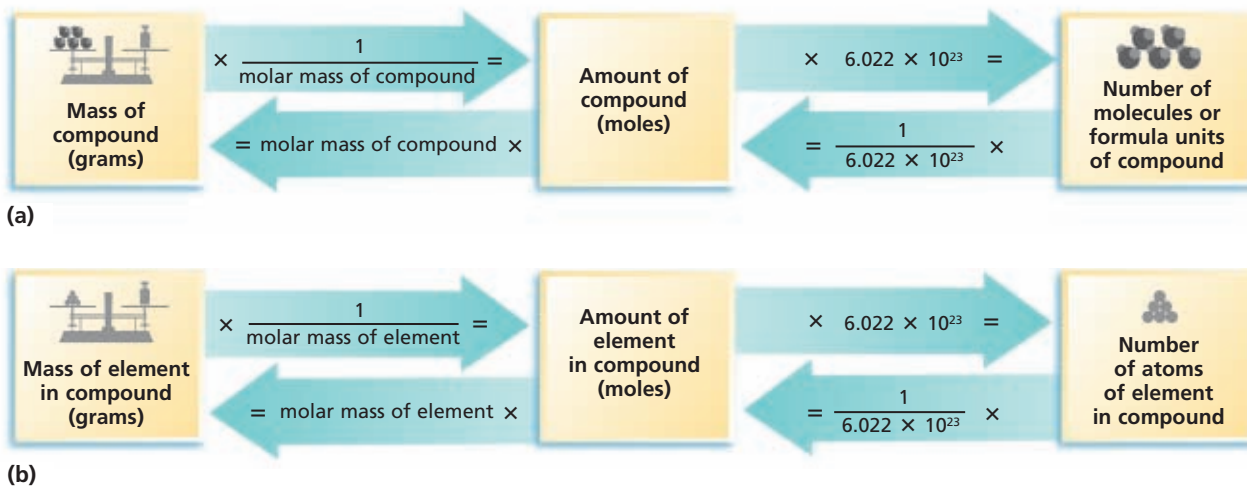 Mass of
compound
(grams)
× 1/molar mass of compound =
= molar mass of compound ×
Amount of
compound
(moles)
× 6.022 × 10²³ =
= 1/6.022 × 10²³ ×
Number of
molecules or
formula units
of compound
(a)
Mass of element
in compound
(grams)
× 1/molar mass of element =
= molar mass of element ×
Amount of
element
in compound
(moles)
× 6.022 × 10²³ =
= 1/6.022 × 10²³ ×
Number
of atoms
of element
in compound
(b)